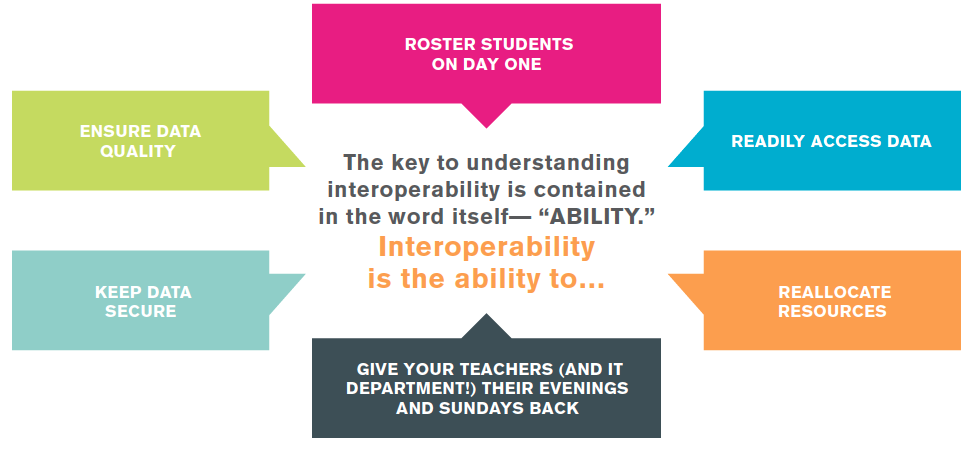 ROSTER STUDENTS
ON DAY ONE
ENSURE DATA
QUALITY
READILY ACCESS DATA
The key to understanding
interoperability is contained
in the word itself— “ABILITY.”
Interoperability
is the ability to...
KEEP DATA
SECURE
REALLOCATE
RESOURCES
GIVE YOUR TEACHERS (AND IT
DEPARTMENT!) THEIR EVENINGS
AND SUNDAYS BACK